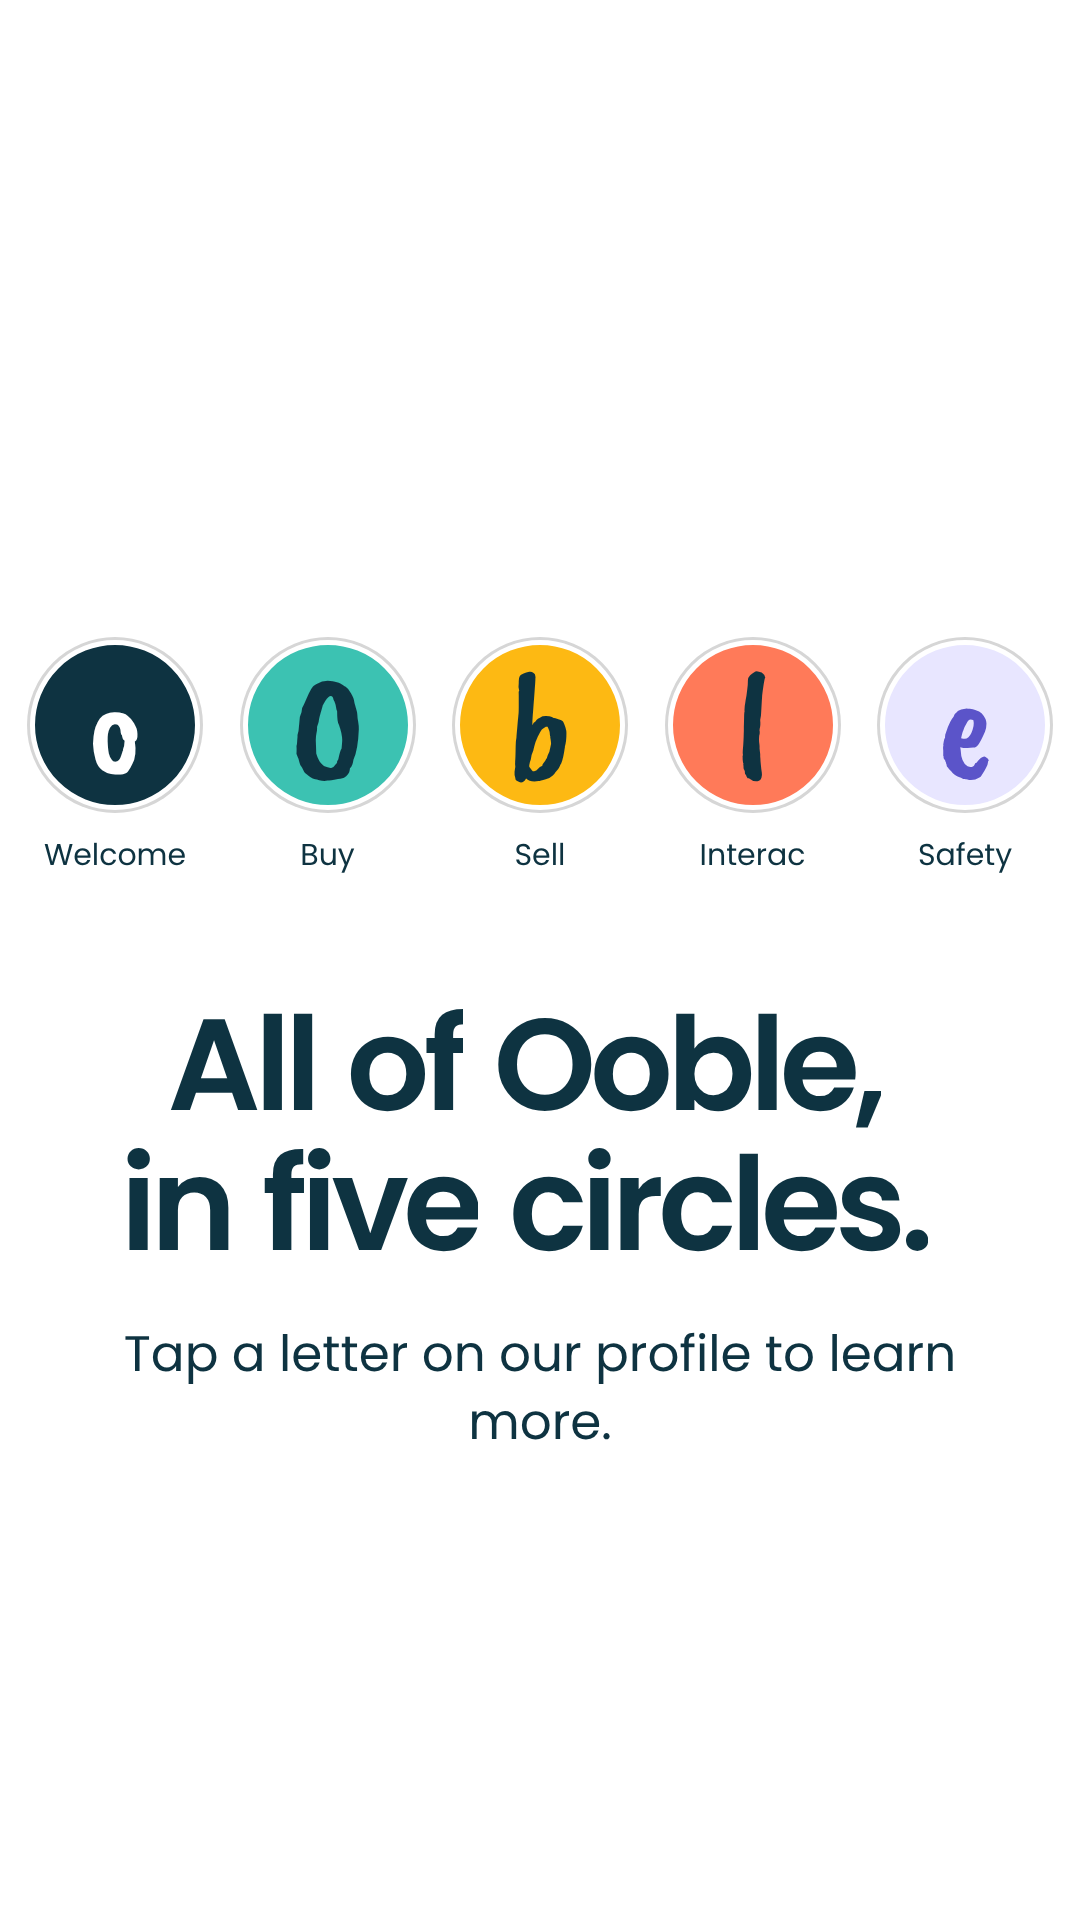 o O b l e
Welcome Buy Sell Interac Safety
All of Ooble,
in five circles.
Tap a letter on our profile to learn
more.